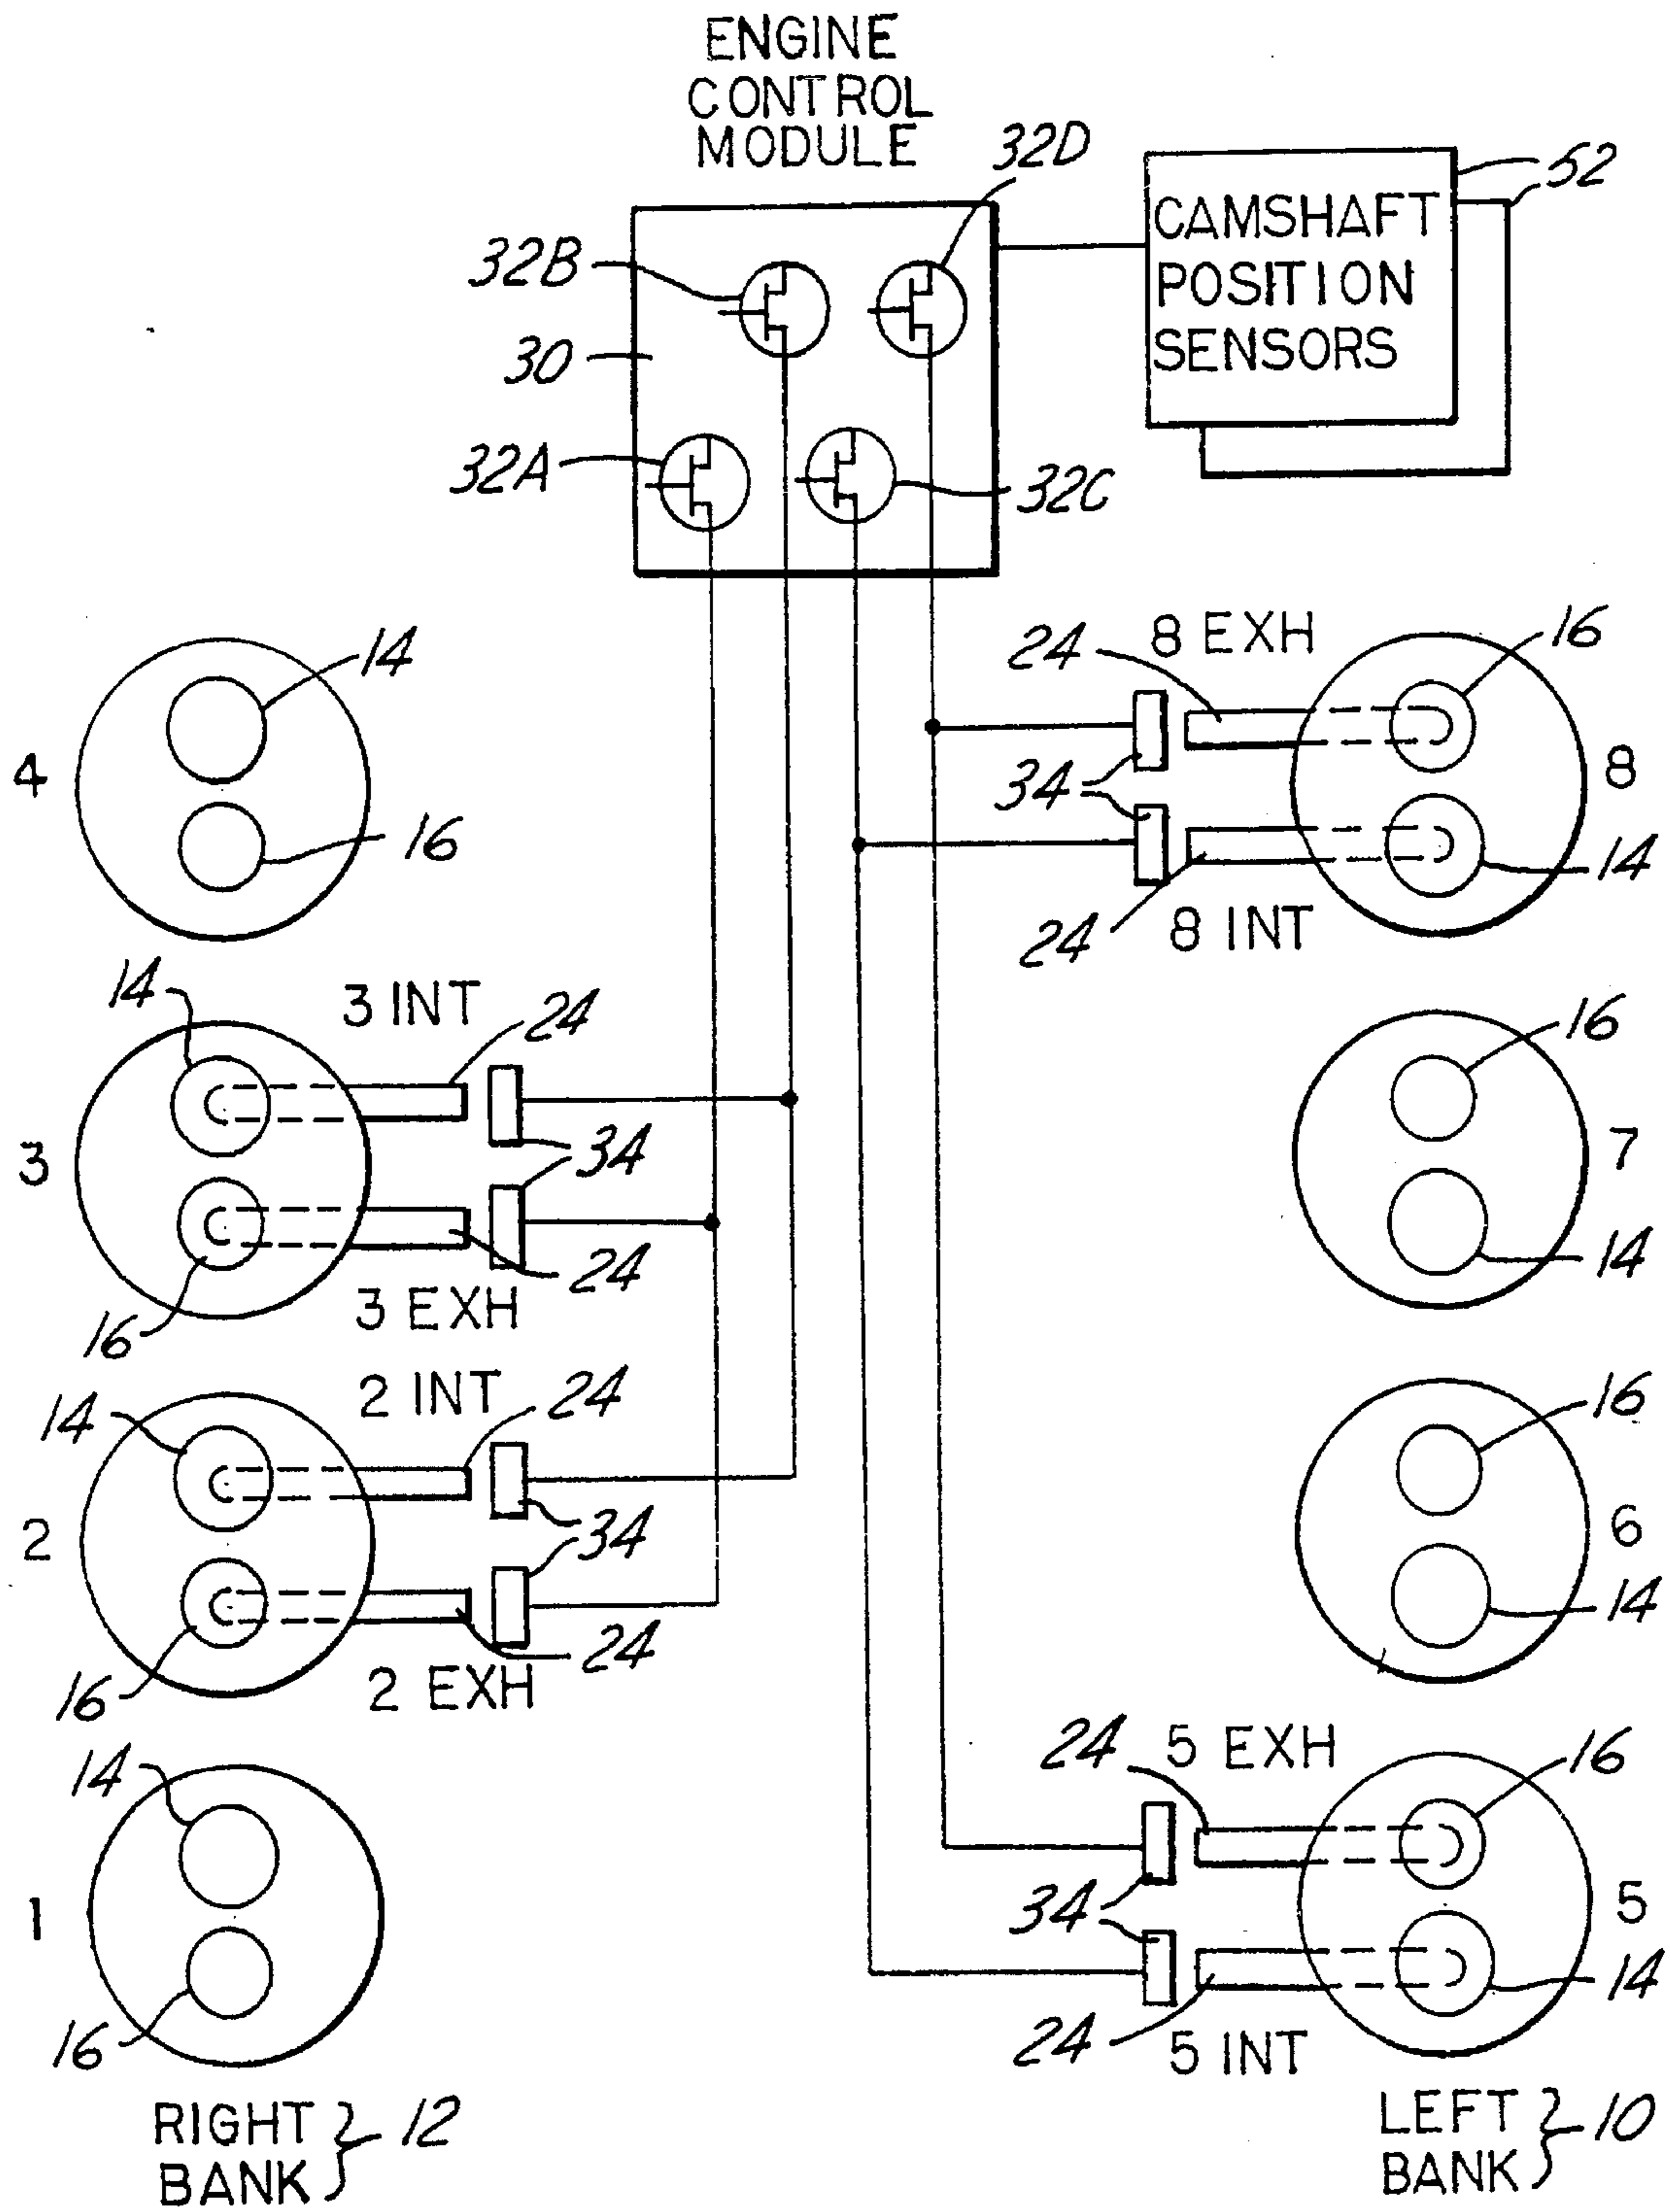 ENGINE
CONTROL
MODULE
32D
52
CAMSHAFT
POSITION
SENSORS
32B
30
32A
32C
4
14
16
24
8 EXH
16
34
8
14
24
8 INT
14
3 INT
24
3
34
24
3 EXH
16
16
7
14
14
2 INT
24
2
34
24
2 EXH
16
16
6
14
14
1
16
24
5 EXH
16
34
5
14
24
5 INT
RIGHT
BANK
12
LEFT
BANK
10